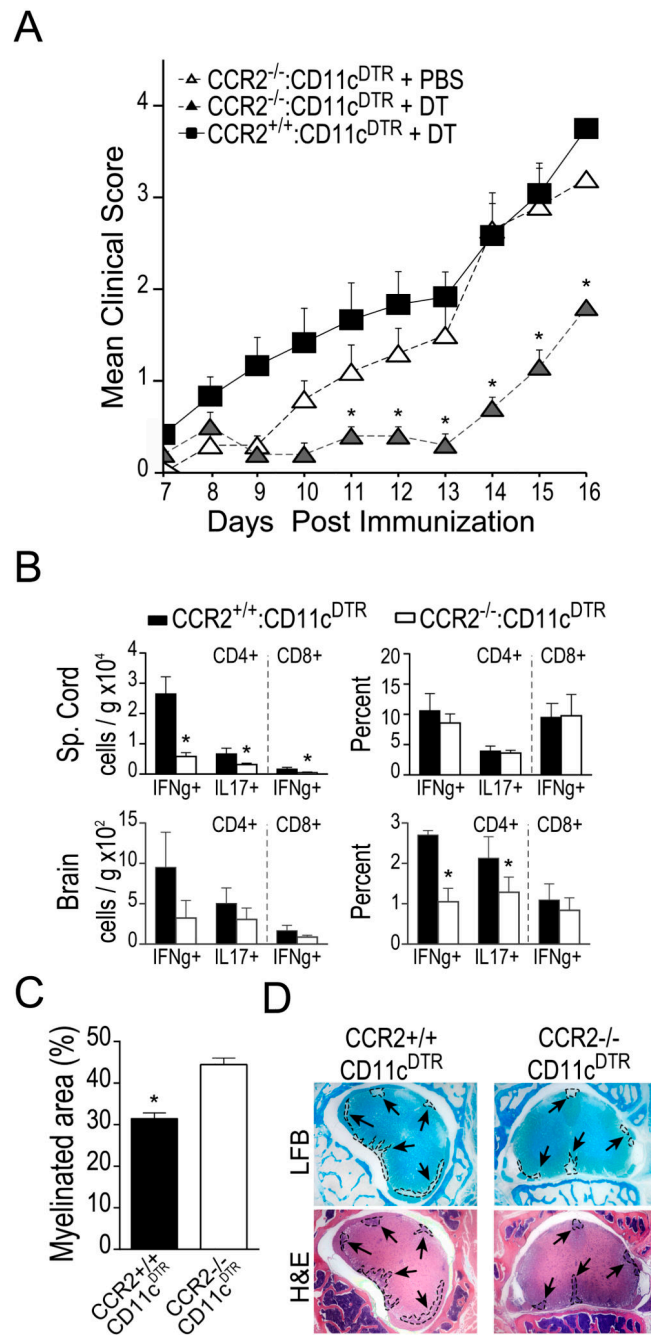 A
CCR2-/-:CD11cDTR + PBS
CCR2-/-:CD11cDTR + DT
CCR2+/+:CD11cDTR + DT
4
3
2
1
0
Mean Clinical Score
* * * * * *
7 8 9 10 11 12 13 14 15 16
Days Post Immunization
B
CCR2+/+:CD11cDTR CCR2-/-:CD11cDTR
Sp. Cord
cells / g x104
4
3
2
1
0
CD4+ CD8+
* * *
IFNg+ IL17+ IFNg+
Percent
20
15
10
5
0
CD4+ CD8+
IFNg+ IL17+ IFNg+
Brain
cells / g x102
15
10
5
0
CD4+ CD8+
IFNg+ IL17+ IFNg+
Percent
3
2
1
0
CD4+ CD8+
* *
IFNg+ IL17+ IFNg+
C
Myelinated area (%)
50
40
30
20
10
0
*
CCR2+/+
CD11cDTR
CCR2-/-
CD11cDTR
D
CCR2+/+
CD11cDTR
CCR2-/-
CD11cDTR
LFB
H&E